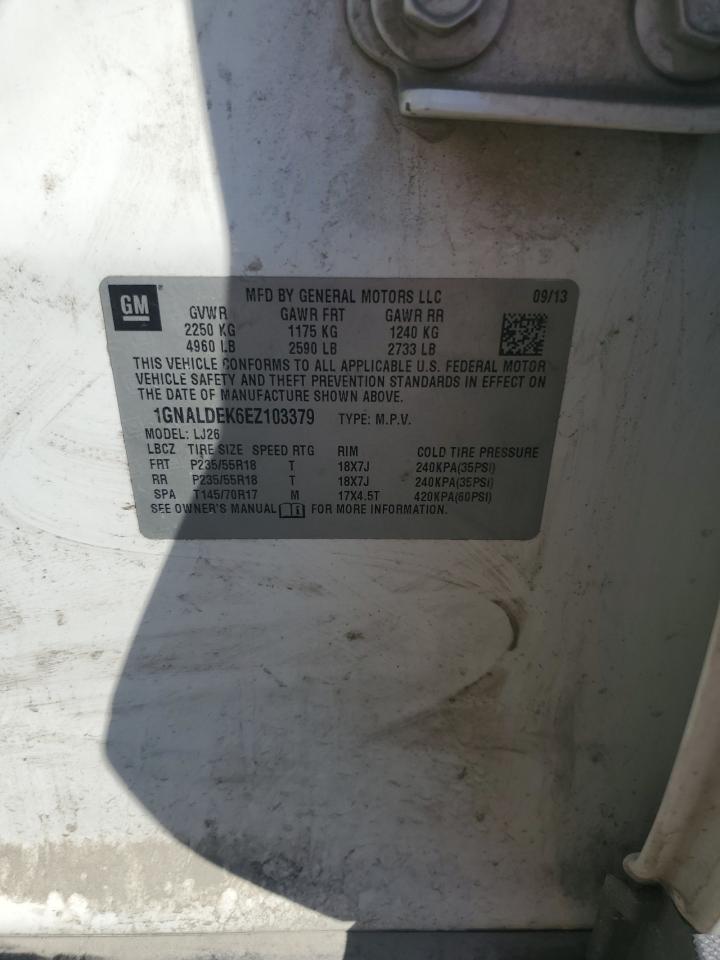 GM ® MFD BY GENERAL MOTORS LLC 09/13
GVWR GAWR FRT GAWR RR
2250 KG 1175 KG 1240 KG
4960 LB 2590 LB 2733 LB
THIS VEHICLE CONFORMS TO ALL APPLICABLE U.S. FEDERAL MOTOR
VEHICLE SAFETY AND THEFT PREVENTION STANDARDS IN EFFECT ON
THE DATE OF MANUFACTURE SHOWN ABOVE.
1GNALDEK6EZ103379 TYPE: M.P.V.
MODEL: LJ26
LBCZ TIRE SIZE SPEED RTG RIM COLD TIRE PRESSURE
FRT P235/55R18 T 18X7J 240KPA(35PSI)
RR P235/55R18 T 18X7J 240KPA(35PSI)
SPA T145/70R17 M 17X4.5T 420KPA(60PSI)
SEE OWNER'S MANUAL i FOR MORE INFORMATION.